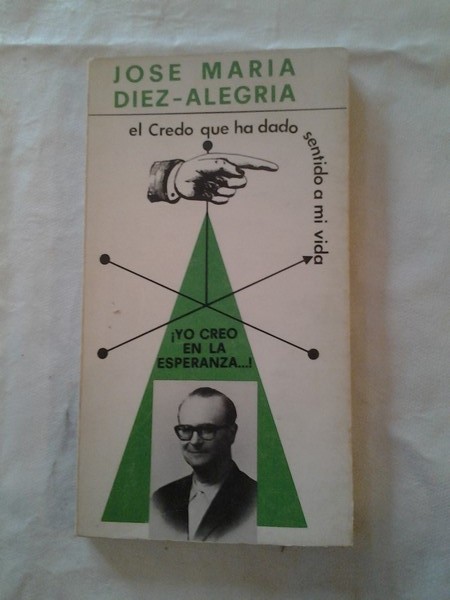 JOSE MARIA
DIEZ-ALEGRIA
el Credo que ha dado sentido a mi vida
¡YO CREO
EN LA
ESPERANZA...!